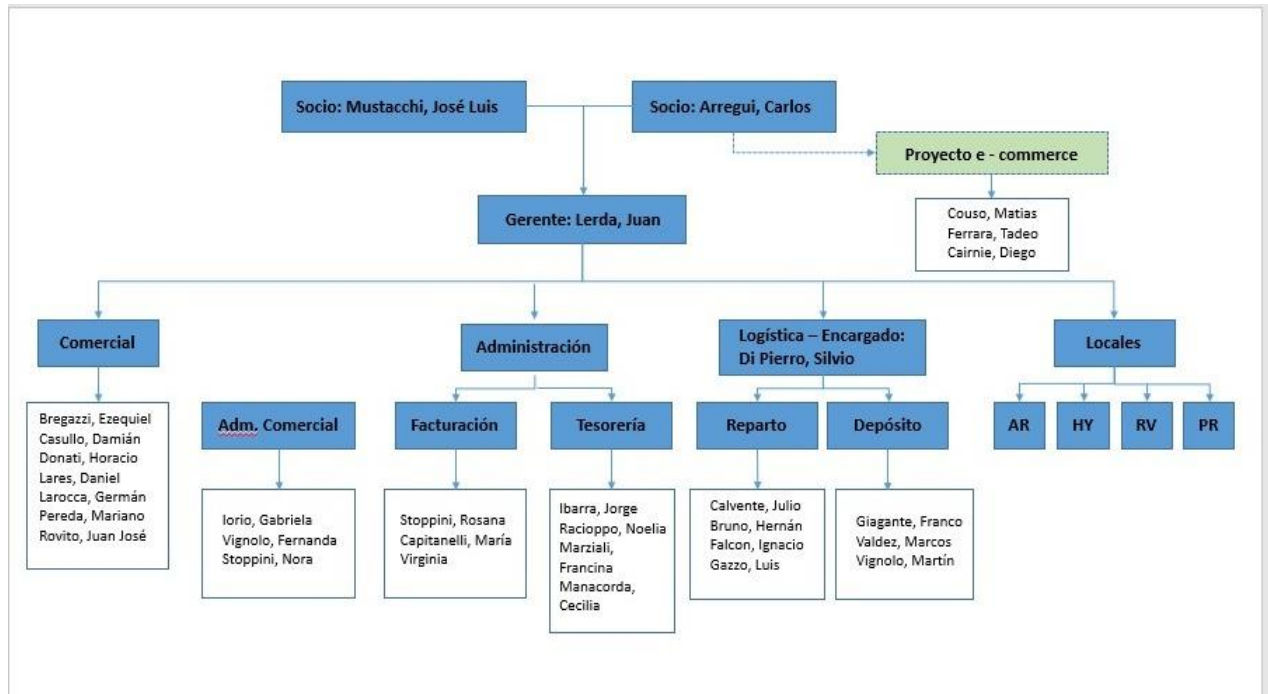 Socio: Mustacchi, José Luis
Socio: Arregui, Carlos
Proyecto e - commerce
Couso, Matias
Ferrara, Tadeo
Cairnie, Diego
Gerente: Lerda, Juan
Comercial
Administración
Logística – Encargado:
Di Pierro, Silvio
Locales
Bregazzi, Ezequiel
Casullo, Damián
Donati, Horacio
Lares, Daniel
Larocca, Germán
Pereda, Mariano
Rovito, Juan José
Adm. Comercial
Facturación
Tesorería
Reparto
Depósito
AR
HY
RV
PR
Iorio, Gabriela
Vignolo, Fernanda
Stoppini, Nora
Stoppini, Rosana
Capitanelli, María
Virginia
Ibarra, Jorge
Racioppo, Noelia
Marziali,
Francina
Manacorda,
Cecilia
Calvente, Julio
Bruno, Hernán
Falcon, Ignacio
Gazzo, Luis
Giagante, Franco
Valdez, Marcos
Vignolo, Martín